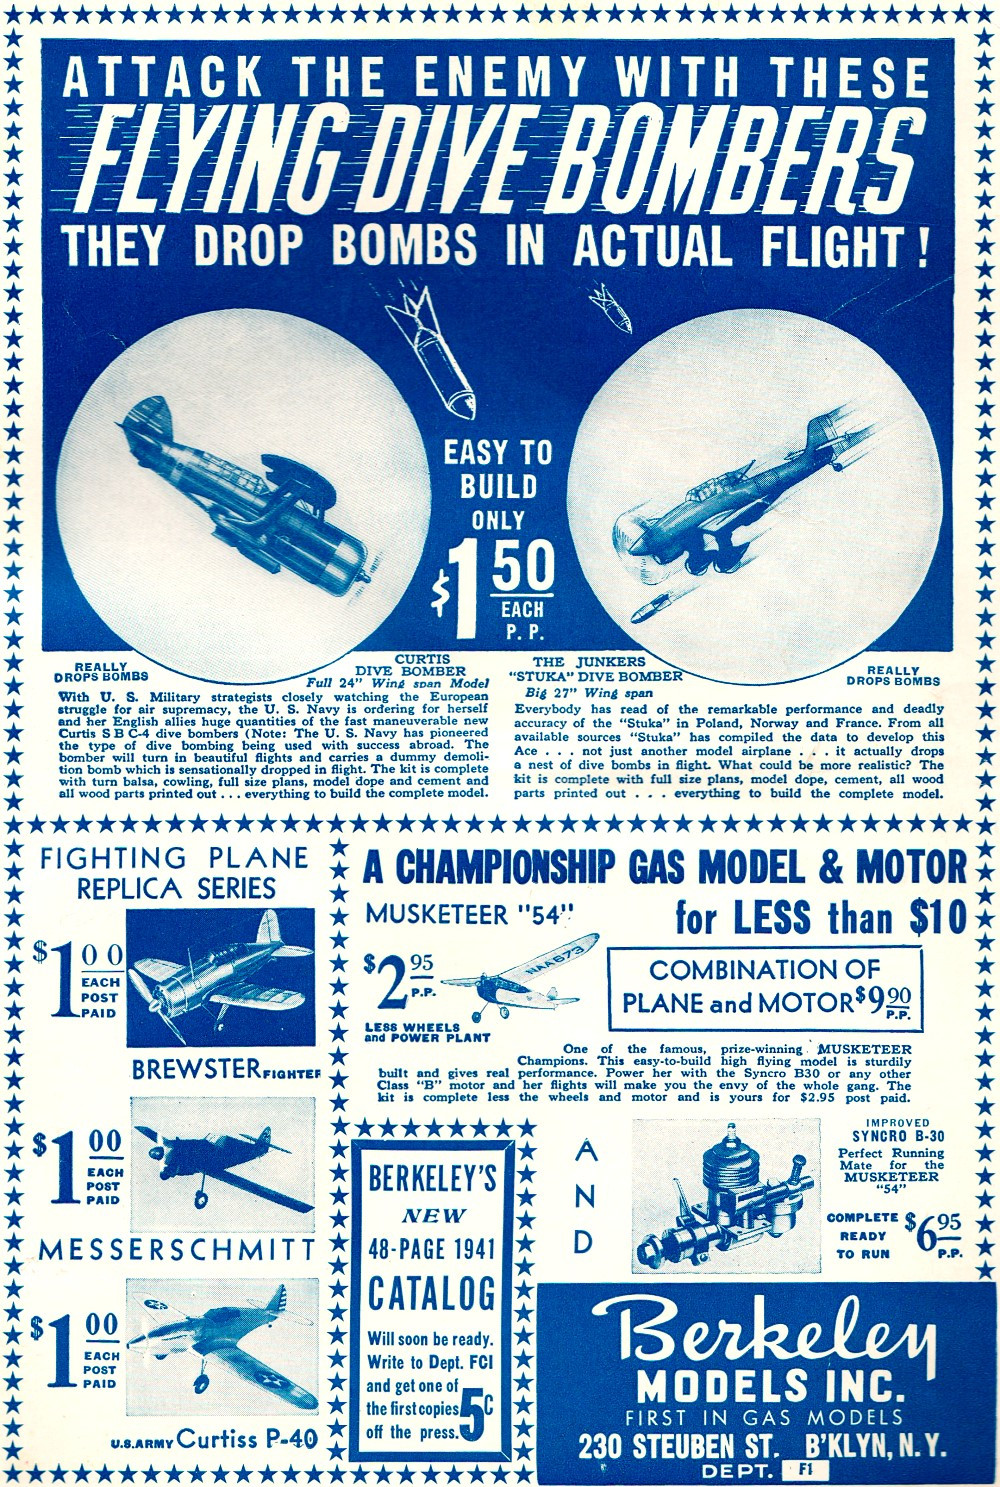 ATTACK THE ENEMY WITH THESE
FLYING DIVE BOMBERS
THEY DROP BOMBS IN ACTUAL FLIGHT!
EASY TO
BUILD
ONLY
$1 50
EACH
P. P.
REALLY
DROPS BOMBS
CURTIS
DIVE BOMBER
Full 24" Wing span Model
With U. S. Military strategists closely watching the European
struggle for air supremacy, the U. S. Navy is ordering for herself
and her English allies huge quantities of the fast maneuverable new
Curtis S B C-4 dive bombers (Note: The U. S. Navy has pioneered
the type of dive bombing being used with success abroad. The
bomber will turn in beautiful flights and carries a dummy demoli-
tion bomb which is sensationally dropped in flight. The kit is complete
with turn balsa, cowling, full size plans, model dope and cement and
all wood parts printed out . . . everything to build the complete model.
THE JUNKERS
"STUKA" DIVE BOMBER
Big 27" Wing span
REALLY
DROPS BOMBS
Everybody has read of the remarkable performance and deadly
accuracy of the "Stuka" in Poland, Norway and France. From all
available sources "Stuka" has compiled the data to develop this
Ace . . . not just another model airplane . . . it actually drops
a nest of dive bombs in flight. What could be more realistic? The
kit is complete with full size plans, model dope, cement, all wood
parts printed out . . . everything to build the complete model.
FIGHTING PLANE
REPLICA SERIES
$1 00
EACH
POST
PAID
BREWSTER FIGHTER
$1 00
EACH
POST
PAID
MESSERSCHMITT
$1 00
EACH
POST
PAID
U.S. ARMY Curtiss P-40
A CHAMPIONSHIP GAS MODEL & MOTOR
for LESS than $10
MUSKETEER "54"
$2 95
P.P.
LESS WHEELS
and POWER PLANT
NAA673
COMBINATION OF
PLANE and MOTOR $9 90
P.P.
One of the famous, prize-winning MUSKETEER
Champions. This easy-to-build high flying model is sturdily
built and gives real performance. Power her with the Syncro B30 or any other
Class "B" motor and her flights will make you the envy of the whole gang. The
kit is complete less the wheels and motor and is yours for $2.95 post paid.
AND
IMPROVED
SYNCRO B-30
Perfect Running
Mate for the
MUSKETEER
"54"
COMPLETE
READY
TO RUN
$6 95
P.P.
BERKELEY'S
NEW
48-PAGE 1941
CATALOG
Will soon be ready.
Write to Dept. FCI
and get one of
the first copies
off the press. 5c
Berkeley
MODELS INC.
FIRST IN GAS MODELS
230 STEUBEN ST. B'KLYN, N.Y.
DEPT. F1